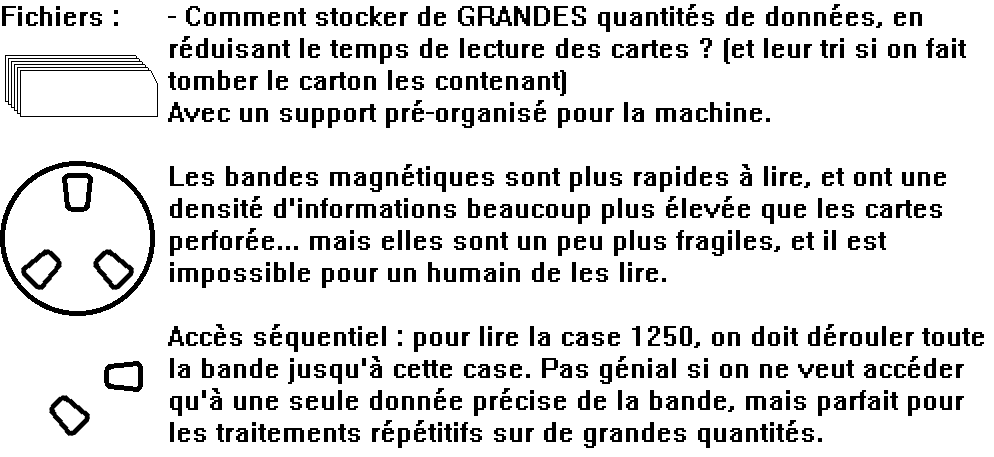 Fichiers :
- Comment stocker de GRANDES quantités de données, en
réduisant le temps de lecture des cartes ? (et leur tri si on fait
tomber le carton les contenant)
Avec un support pré-organisé pour la machine.
Les bandes magnétiques sont plus rapides à lire, et ont une
densité d'informations beaucoup plus élevée que les cartes
perforée... mais elles sont un peu plus fragiles, et il est
impossible pour un humain de les lire.
Accès séquentiel : pour lire la case 1250, on doit dérouler toute
la bande jusqu'à cette case. Pas génial si on ne veut accéder
qu'à une seule donnée précise de la bande, mais parfait pour
les traitements répétitifs sur de grandes quantités.